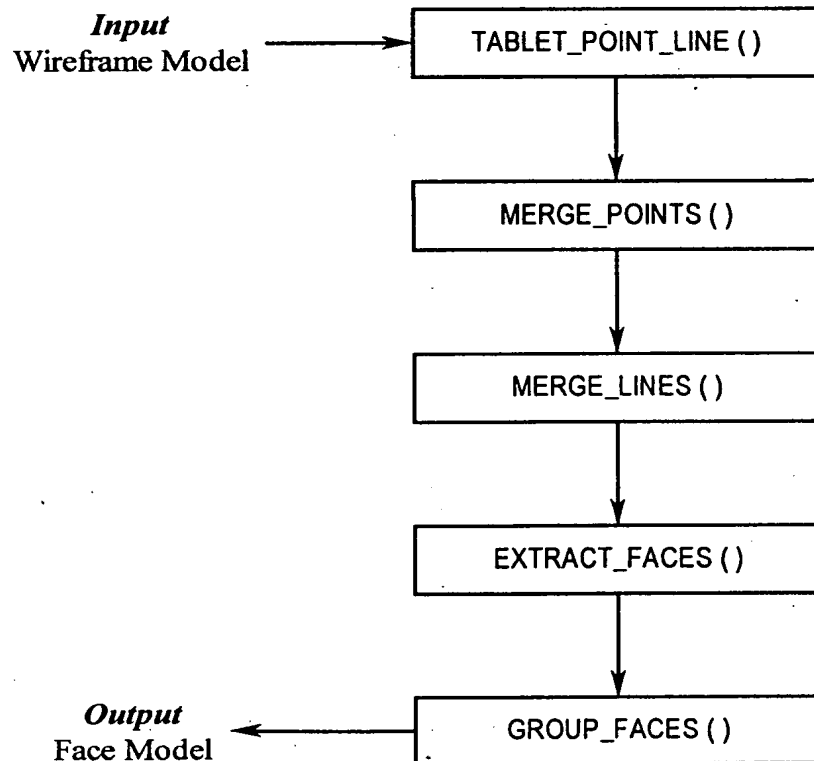 Input
Wireframe Model
TABLET_POINT_LINE ( )
MERGE_POINTS ( )
MERGE_LINES ( )
EXTRACT_FACES ( )
GROUP_FACES ( )
Output
Face Model